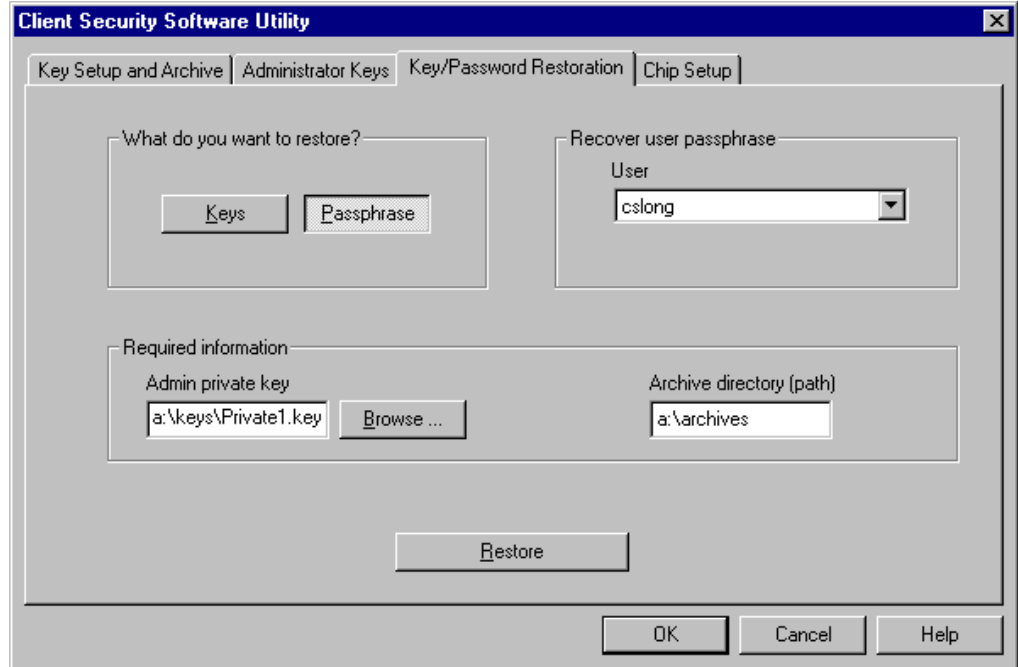 Client Security Software Utility
Key Setup and Archive
Administrator Keys
Key/Password Restoration
Chip Setup
What do you want to restore?
Keys
Passphrase
Recover user passphrase
User
cslong
Required information
Admin private key
a:\keys\Private1.key
Browse ...
Archive directory (path)
a:\archives
Restore
OK
Cancel
Help